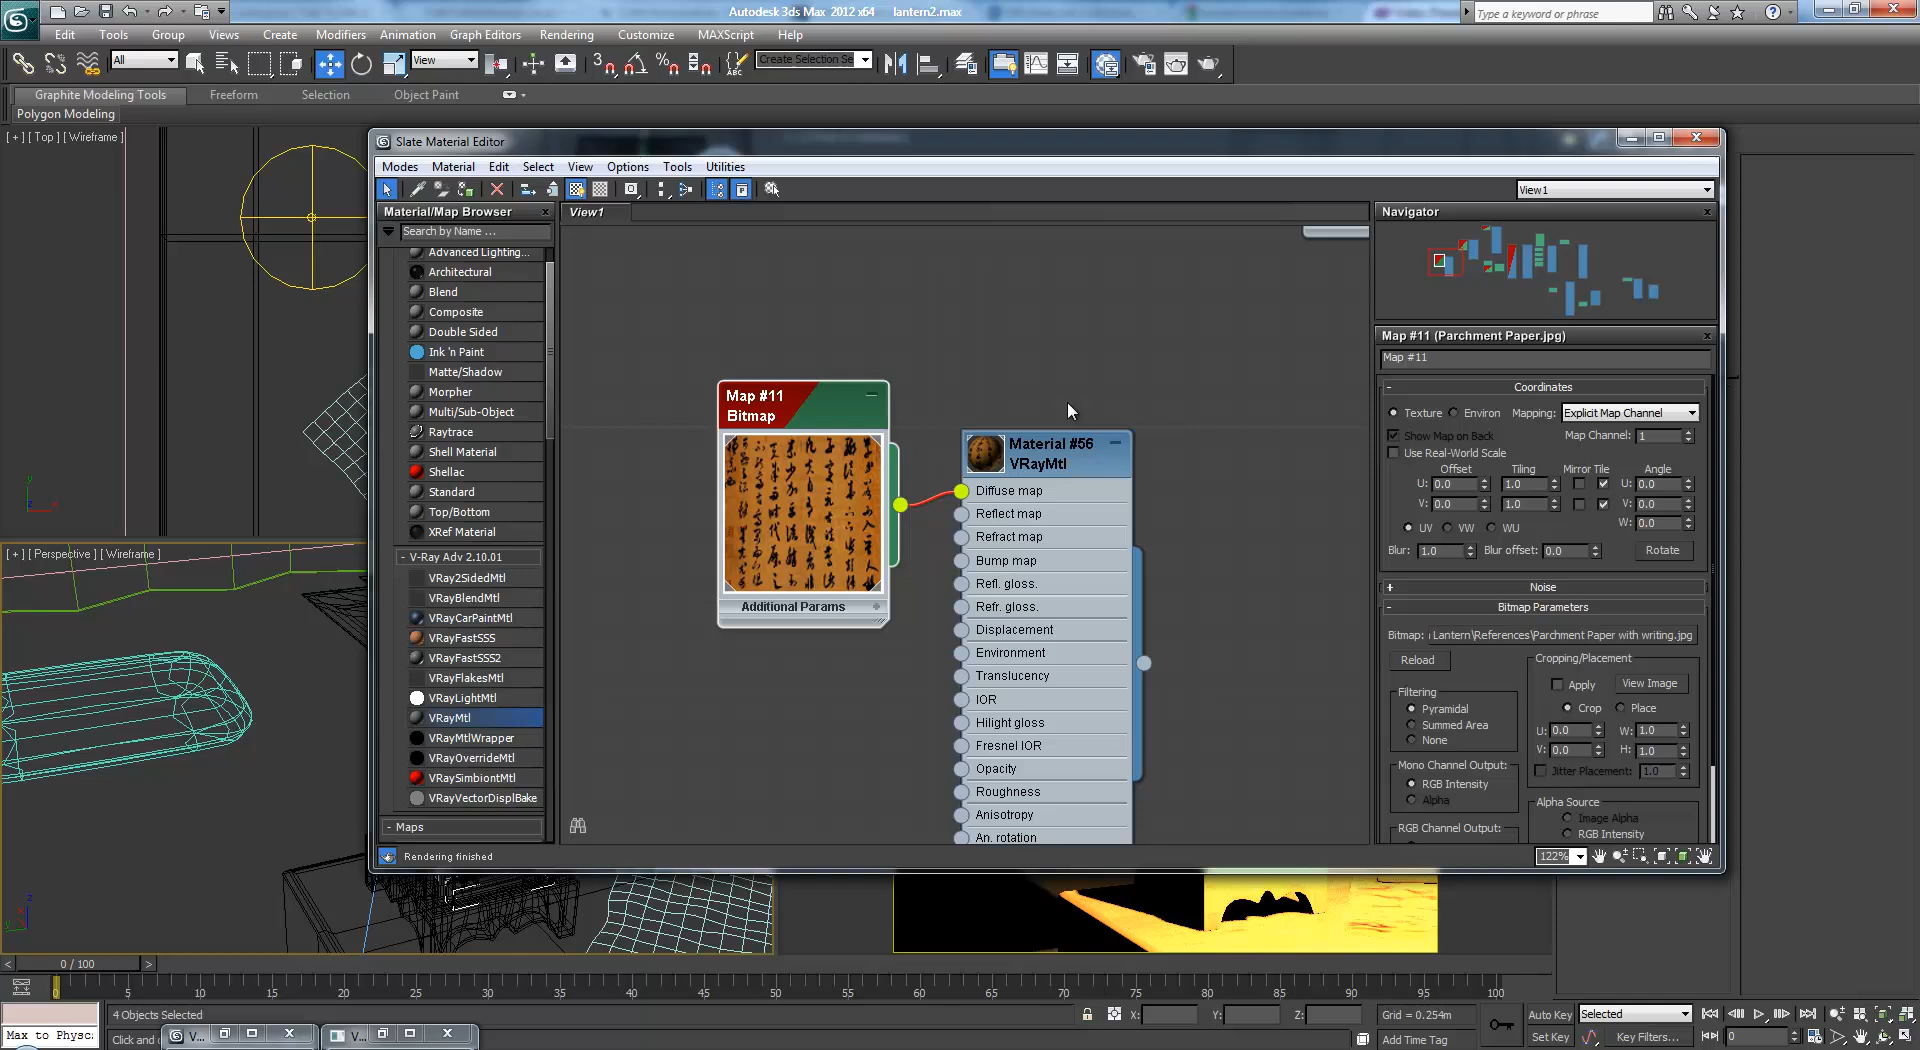 Autodesk 3ds Max 2012 x64 lantern2.max
Type a keyword or phrase
Edit Tools Group Views Create Modifiers Animation Graph Editors Rendering Customize MAXScript Help
All
View
Create Selection Se
Graphite Modeling Tools Freeform Selection Object Paint
Polygon Modeling
[ + ] [ Top ] [ Wireframe ]
Slate Material Editor
Modes Material Edit Select View Options Tools Utilities
View1
Material/Map Browser
View1
Navigator
Search by Name ...
Advanced Lighting...
Architectural
Blend
Composite
Double Sided
Ink 'n Paint
Matte/Shadow
Morpher
Multi/Sub-Object
Raytrace
Shell Material
Shellac
Standard
Top/Bottom
XRef Material
- V-Ray Adv 2.10.01
VRay2SidedMtl
VRayBlendMtl
VRayCarPaintMtl
VRayFastSSS
VRayFastSSS2
VRayFlakesMtl
VRayLightMtl
VRayMtl
VRayMtlWrapper
VRayOverrideMtl
VRaySimbiontMtl
VRayVectorDisplBake
- Maps
Rendering finished
Map #11
Bitmap
Additional Params
Material #56
VRayMtl
Diffuse map
Reflect map
Refract map
Bump map
Refl. gloss.
Refr. gloss.
Displacement
Environment
Translucency
IOR
Hilight gloss
Fresnel IOR
Opacity
Roughness
Anisotropy
An. rotation
Map #11 (Parchment Paper.jpg)
Map #11
- Coordinates
Texture Environ Mapping: Explicit Map Channel
Show Map on Back Map Channel: 1
Use Real-World Scale
Offset Tiling Mirror Tile Angle
U: 0.0 1.0 U: 0.0
V: 0.0 1.0 V: 0.0
W: 0.0
UV VW WU
Blur: 1.0 Blur offset: 0.0 Rotate
+ Noise
- Bitmap Parameters
Bitmap: Lantern\References\Parchment Paper with writing.jpg
Reload
Cropping/Placement
Apply View Image
Crop Place
U: 0.0 W: 1.0
V: 0.0 H: 1.0
Jitter Placement: 1.0
Filtering
Pyramidal
Summed Area
None
Mono Channel Output:
RGB Intensity
Alpha
RGB Channel Output:
Alpha Source
Image Alpha
RGB Intensity
122%
[ + ] [ Perspective ] [ Wireframe ]
< 0 / 100 >
0 5 10 15 20 25 30 35 40 45 50 55 60 65 70 75 80 85 90 95 100
4 Objects Selected
X: Y: Z: Grid = 0.254m
Auto Key Selected
Max to Physc
Click and
V... V...
Add Time Tag
Set Key Key Filters... 0